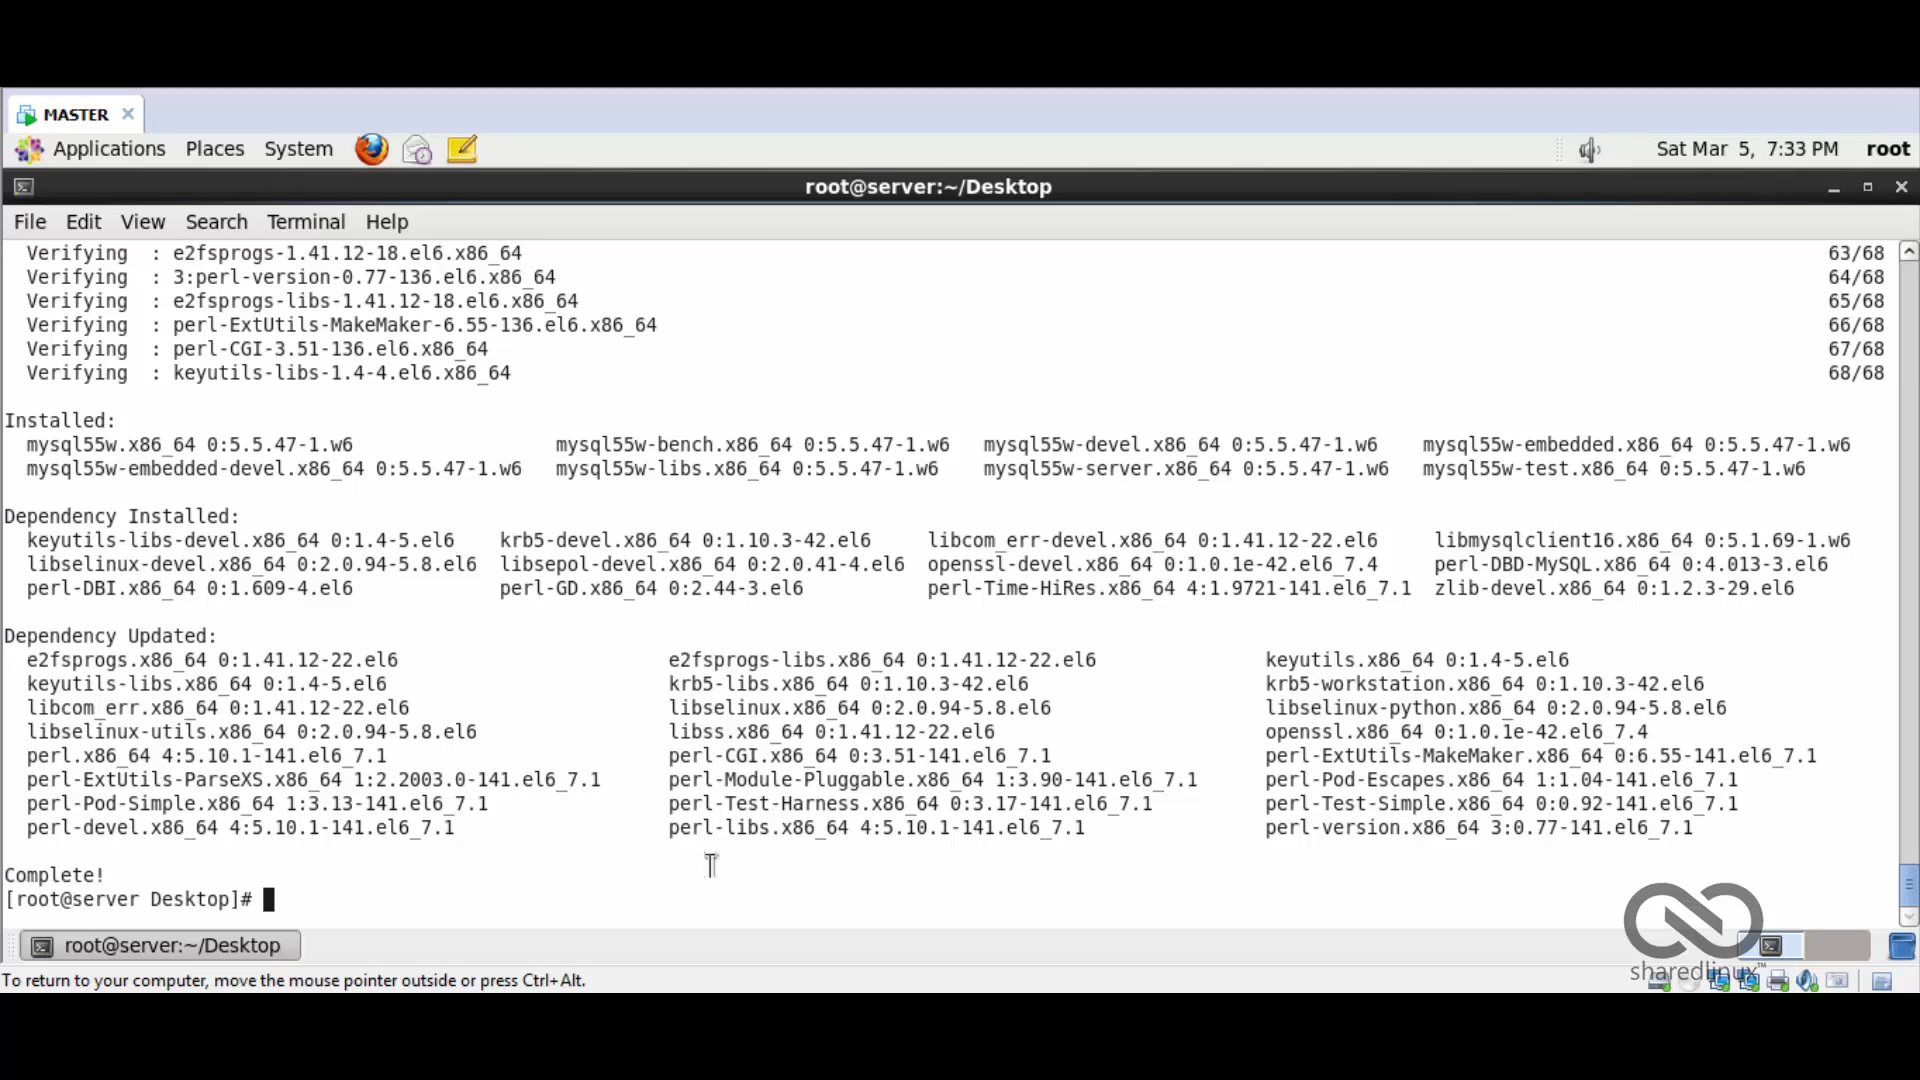 MASTER
Applications Places System Sat Mar 5, 7:33 PM root
root@server:~/Desktop
File Edit View Search Terminal Help
Verifying : e2fsprogs-1.41.12-18.el6.x86_64 63/68
Verifying : 3:perl-version-0.77-136.el6.x86_64 64/68
Verifying : e2fsprogs-libs-1.41.12-18.el6.x86_64 65/68
Verifying : perl-ExtUtils-MakeMaker-6.55-136.el6.x86_64 66/68
Verifying : perl-CGI-3.51-136.el6.x86_64 67/68
Verifying : keyutils-libs-1.4-4.el6.x86_64 68/68
Installed:
mysql55w.x86_64 0:5.5.47-1.w6 mysql55w-bench.x86_64 0:5.5.47-1.w6 mysql55w-devel.x86_64 0:5.5.47-1.w6 mysql55w-embedded.x86_64 0:5.5.47-1.w6
mysql55w-embedded-devel.x86_64 0:5.5.47-1.w6 mysql55w-libs.x86_64 0:5.5.47-1.w6 mysql55w-server.x86_64 0:5.5.47-1.w6 mysql55w-test.x86_64 0:5.5.47-1.w6
Dependency Installed:
keyutils-libs-devel.x86_64 0:1.4-5.el6 krb5-devel.x86_64 0:1.10.3-42.el6 libcom_err-devel.x86_64 0:1.41.12-22.el6 libmysqlclient16.x86_64 0:5.1.69-1.w6
libselinux-devel.x86_64 0:2.0.94-5.8.el6 libsepol-devel.x86_64 0:2.0.41-4.el6 openssl-devel.x86_64 0:1.0.1e-42.el6_7.4 perl-DBD-MySQL.x86_64 0:4.013-3.el6
perl-DBI.x86_64 0:1.609-4.el6 perl-GD.x86_64 0:2.44-3.el6 perl-Time-HiRes.x86_64 4:1.9721-141.el6_7.1 zlib-devel.x86_64 0:1.2.3-29.el6
Dependency Updated:
e2fsprogs.x86_64 0:1.41.12-22.el6 e2fsprogs-libs.x86_64 0:1.41.12-22.el6 keyutils.x86_64 0:1.4-5.el6
keyutils-libs.x86_64 0:1.4-5.el6 krb5-libs.x86_64 0:1.10.3-42.el6 krb5-workstation.x86_64 0:1.10.3-42.el6
libcom_err.x86_64 0:1.41.12-22.el6 libselinux.x86_64 0:2.0.94-5.8.el6 libselinux-python.x86_64 0:2.0.94-5.8.el6
libselinux-utils.x86_64 0:2.0.94-5.8.el6 libss.x86_64 0:1.41.12-22.el6 openssl.x86_64 0:1.0.1e-42.el6_7.4
perl.x86_64 4:5.10.1-141.el6_7.1 perl-CGI.x86_64 0:3.51-141.el6_7.1 perl-ExtUtils-MakeMaker.x86_64 0:6.55-141.el6_7.1
perl-ExtUtils-ParseXS.x86_64 1:2.2003.0-141.el6_7.1 perl-Module-Pluggable.x86_64 1:3.90-141.el6_7.1 perl-Pod-Escapes.x86_64 1:1.04-141.el6_7.1
perl-Pod-Simple.x86_64 1:3.13-141.el6_7.1 perl-Test-Harness.x86_64 0:3.17-141.el6_7.1 perl-Test-Simple.x86_64 0:0.92-141.el6_7.1
perl-devel.x86_64 4:5.10.1-141.el6_7.1 perl-libs.x86_64 4:5.10.1-141.el6_7.1 perl-version.x86_64 3:0.77-141.el6_7.1
Complete!
[root@server Desktop]#
root@server:~/Desktop
sharedlinux™
To return to your computer, move the mouse pointer outside or press Ctrl+Alt.